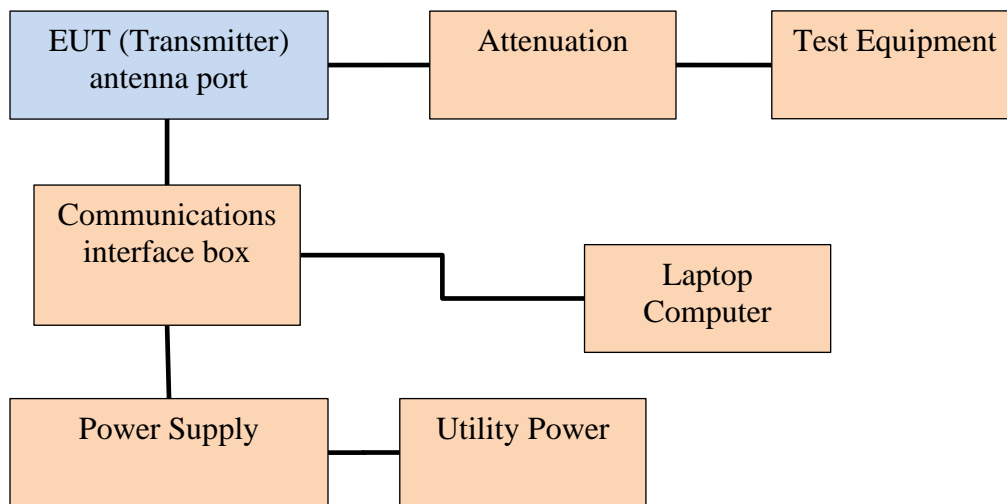 EUT (Transmitter)
antenna port
Attenuation
Test Equipment
Communications
interface box
Laptop
Computer
Power Supply
Utility Power